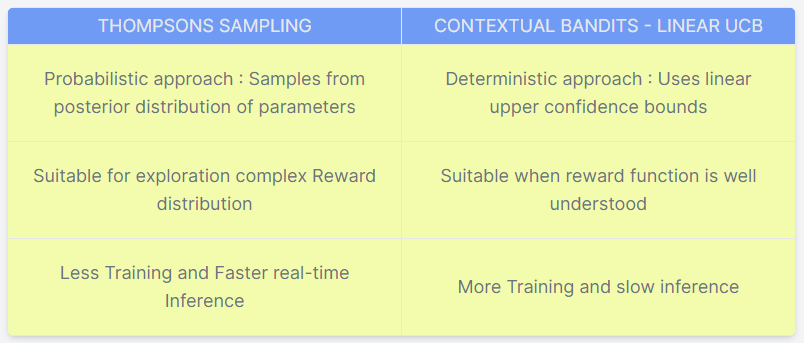 THOMPSONS SAMPLING
CONTEXTUAL BANDITS - LINEAR UCB
Probabilistic approach : Samples from
posterior distribution of parameters
Deterministic approach : Uses linear
upper confidence bounds
Suitable for exploration complex Reward
distribution
Suitable when reward function is well
understood
Less Training and Faster real-time
Inference
More Training and slow inference